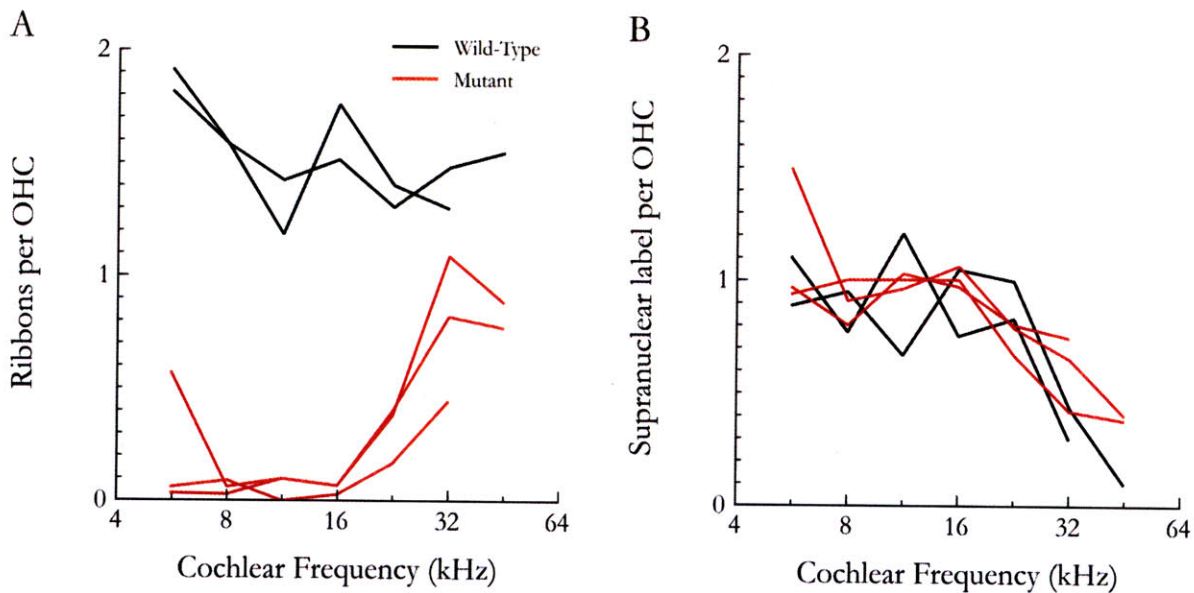 A
Ribbons per OHC
2
1
0
4 8 16 32 64
Cochlear Frequency (kHz)
Wild-Type
Mutant
B
Supranuclear label per OHC
2
1
0
4 8 16 32 64
Cochlear Frequency (kHz)